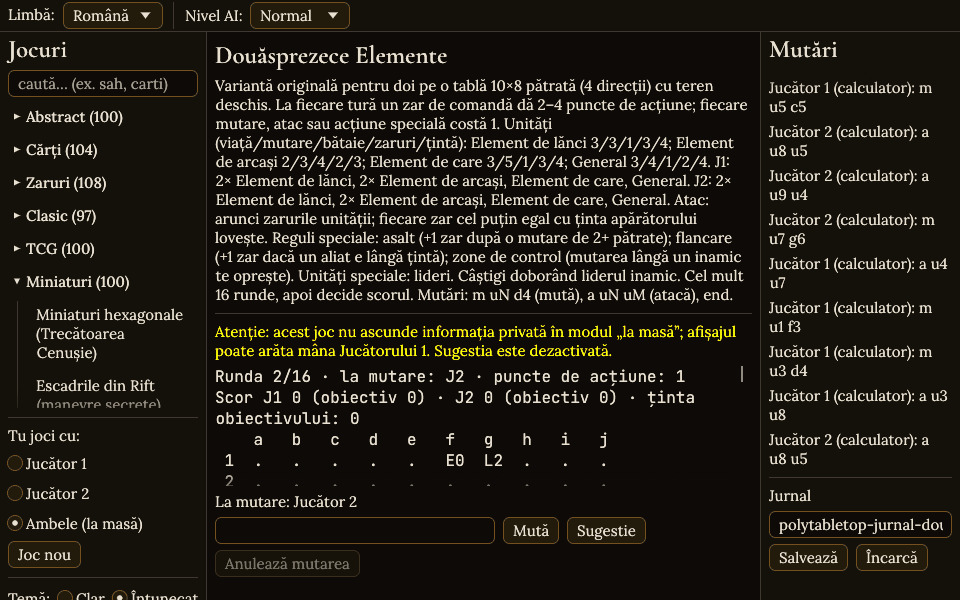 Limbă: Română ▼ Nivel AI: Normal ▼
Jocuri
caută... (ex. sah, carti)
▸ Abstract (100)
▸ Cărți (104)
▸ Zaruri (108)
▸ Clasic (97)
▸ TCG (100)
▾ Miniaturi (100)
Miniaturi hexagonale
(Trecătoarea
Cenușie)
Escadrile din Rift
(manevre secrete)
Tu joci cu:
Jucător 1
Jucător 2
Ambele (la masă)
Joc nou
Temă: Clar Întunecat
Douăsprezece Elemente
Variantă originală pentru doi pe o tablă 10×8 pătrată (4 direcții) cu teren
deschis. La fiecare tură un zar de comandă dă 2–4 puncte de acțiune; fiecare
mutare, atac sau acțiune specială costă 1. Unități
(viață/mutare/bătaie/zaruri/țintă): Element de lănci 3/3/1/3/4; Element
de arcași 2/3/4/2/3; Element de care 3/5/1/3/4; General 3/4/1/2/4. J1:
2× Element de lănci, 2× Element de arcași, Element de care, General. J2: 2×
Element de lănci, 2× Element de arcași, Element de care, General. Atac:
arunci zarurile unității; fiecare zar cel puțin egal cu ținta apărătorului
lovește. Reguli speciale: asalt (+1 zar după o mutare de 2+ pătrate); flancare
(+1 zar dacă un aliat e lângă țintă); zone de control (mutarea lângă un inamic
te oprește). Unități speciale: lideri. Câștigi doborând liderul inamic. Cel mult
16 runde, apoi decide scorul. Mutări: m uN d4 (mută), a uN uM (atacă), end.
Atenție: acest joc nu ascunde informația privată în modul „la masă”; afișajul
poate arăta mâna Jucătorului 1. Sugestia este dezactivată.
Runda 2/16 · la mutare: J2 · puncte de acțiune: 1 |
Scor J1 0 (obiectiv 0) · J2 0 (obiectiv 0) · ținta
obiectivului: 0
a b c d e f g h i j
1 . . . . . E0 L2 . . .
2 . . . . . . . . . .
La mutare: Jucător 2
Mută Sugestie
Anulează mutarea
Mutări
Jucător 1 (calculator): m
u5 c5
Jucător 2 (calculator): a
u8 u5
Jucător 2 (calculator): a
u9 u4
Jucător 2 (calculator): m
u7 g6
Jucător 1 (calculator): a u4
u7
Jucător 1 (calculator): m
u1 f3
Jucător 1 (calculator): m
u3 d4
Jucător 1 (calculator): a u3
u8
Jucător 2 (calculator): a
u8 u5
Jurnal
polytabletop-jurnal-dou
Salvează Încarcă